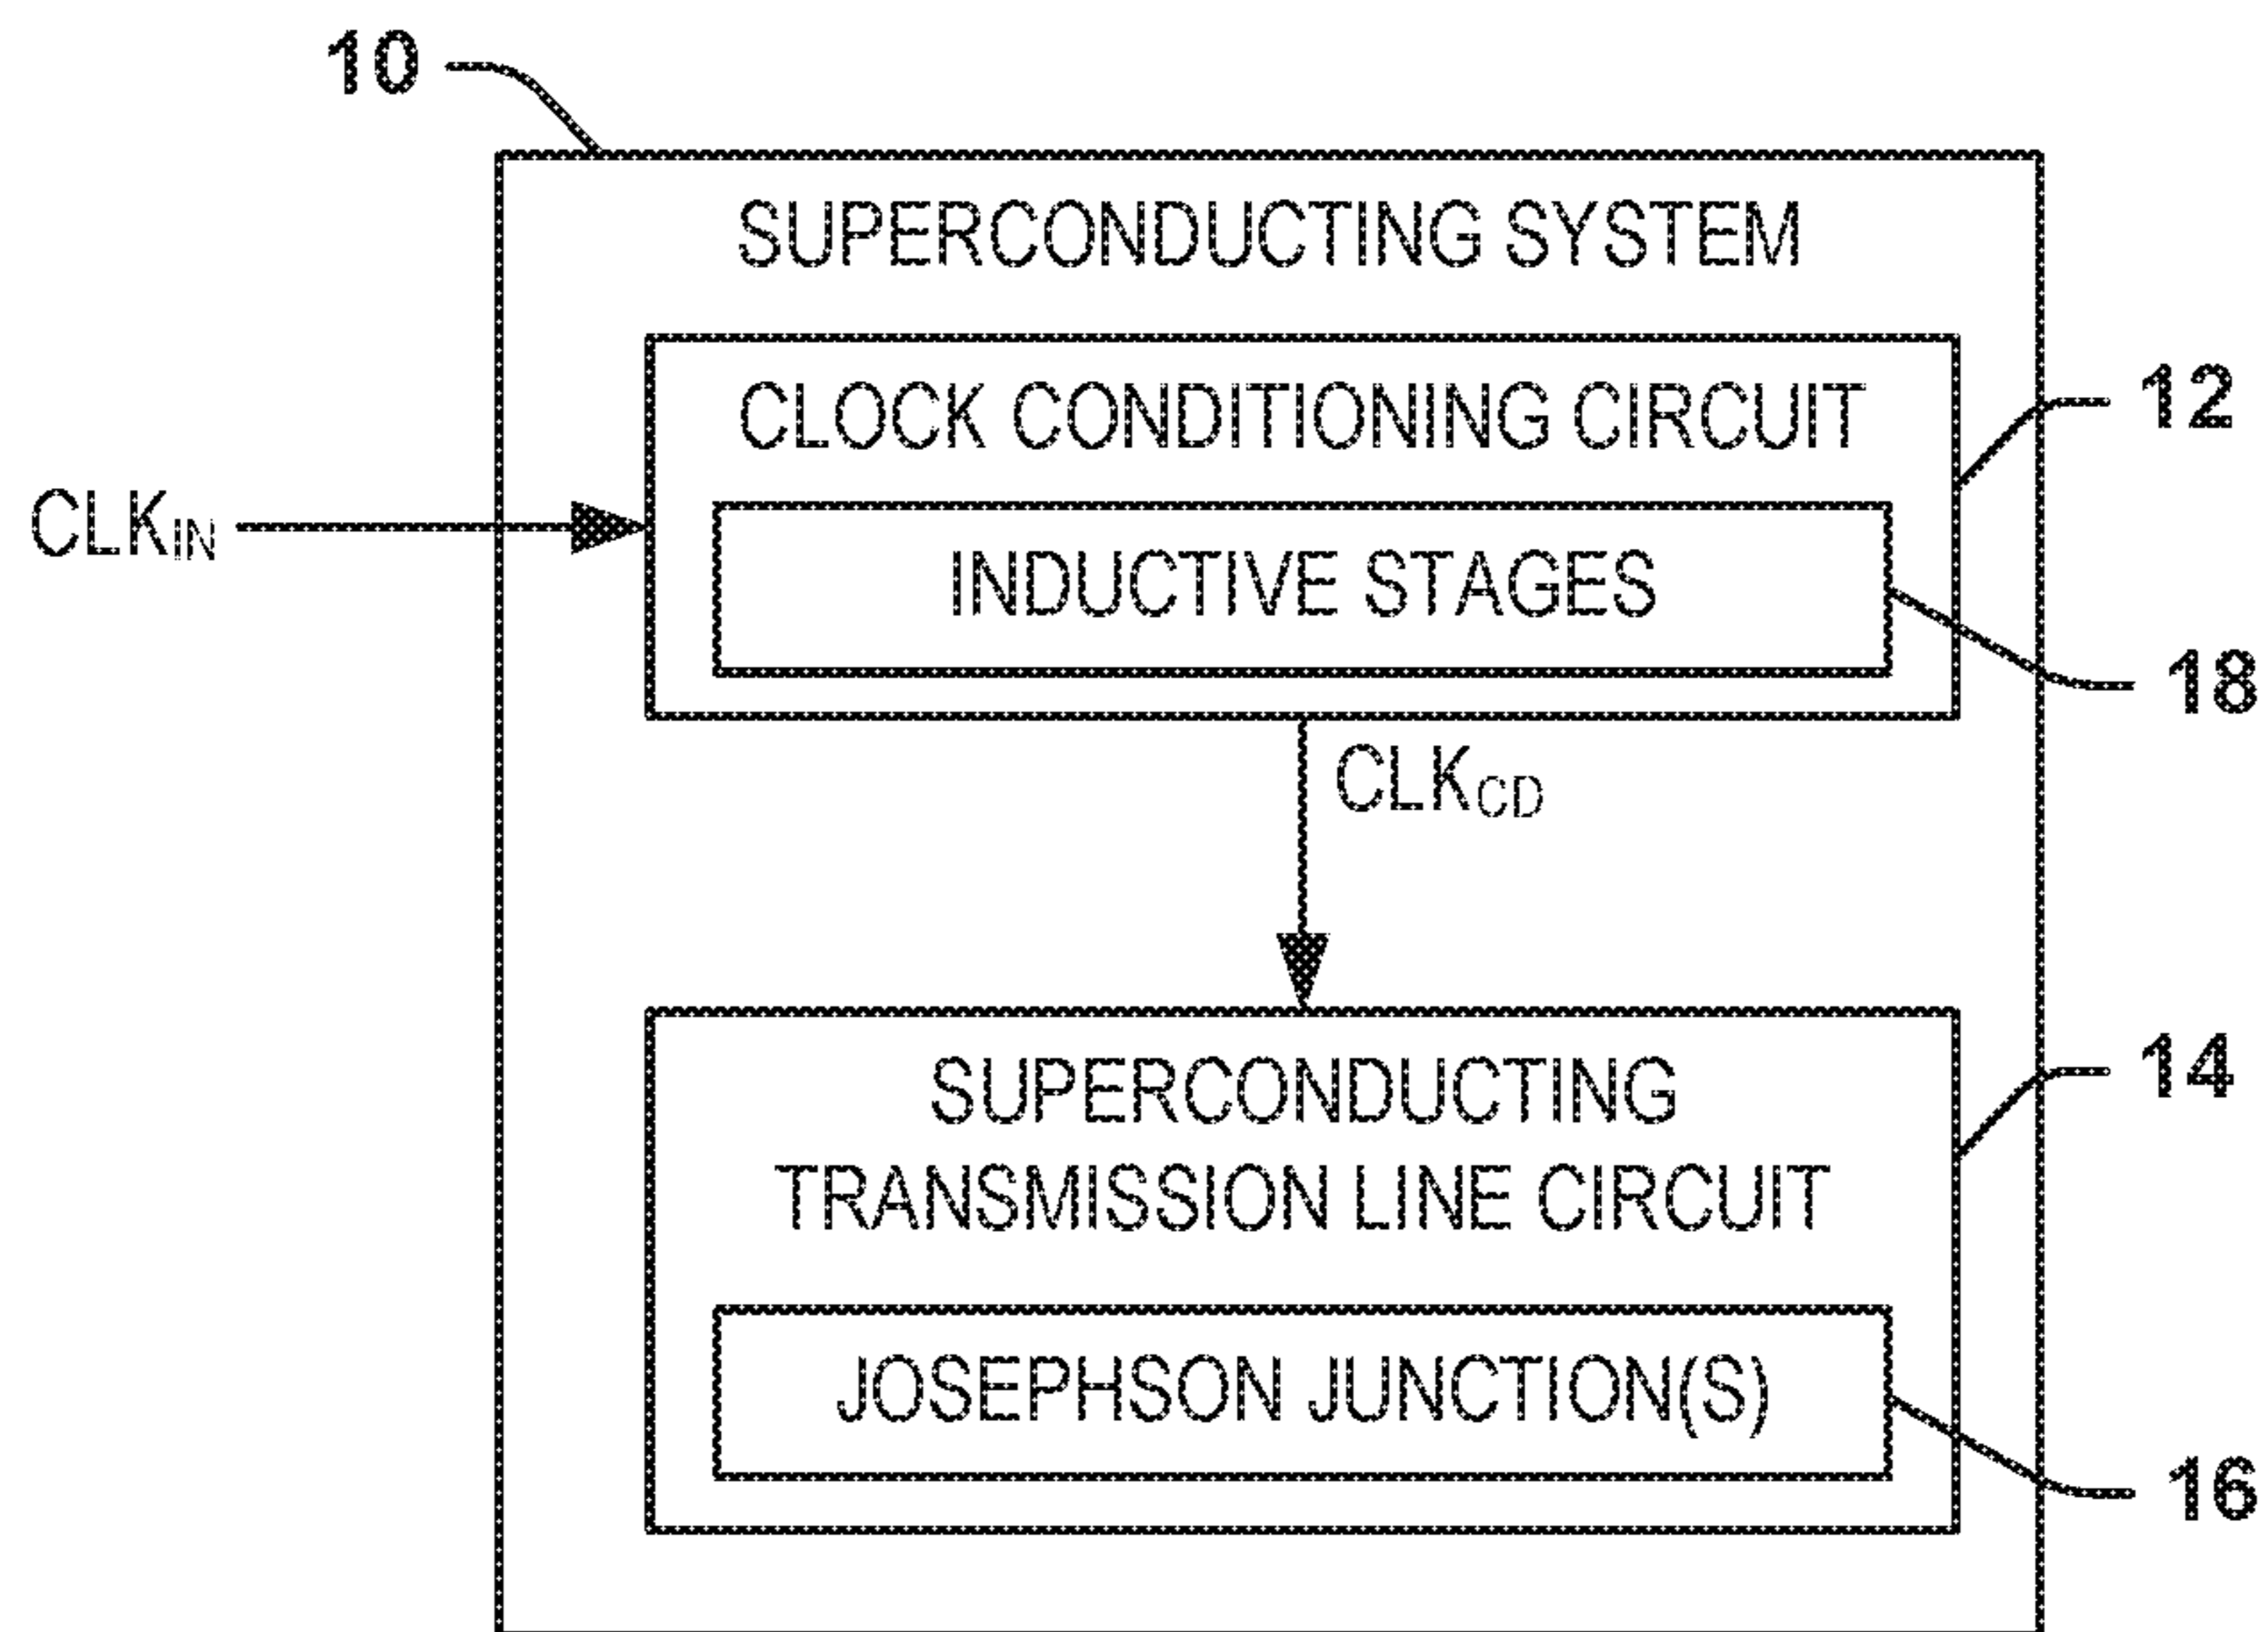 10
SUPERCONDUCTING SYSTEM
CLOCK CONDITIONING CIRCUIT
12
CLKIN
INDUCTIVE STAGES
18
CLKCD
SUPERCONDUCTING
14
TRANSMISSION LINE CIRCUIT
JOSEPHSON JUNCTION(S)
16